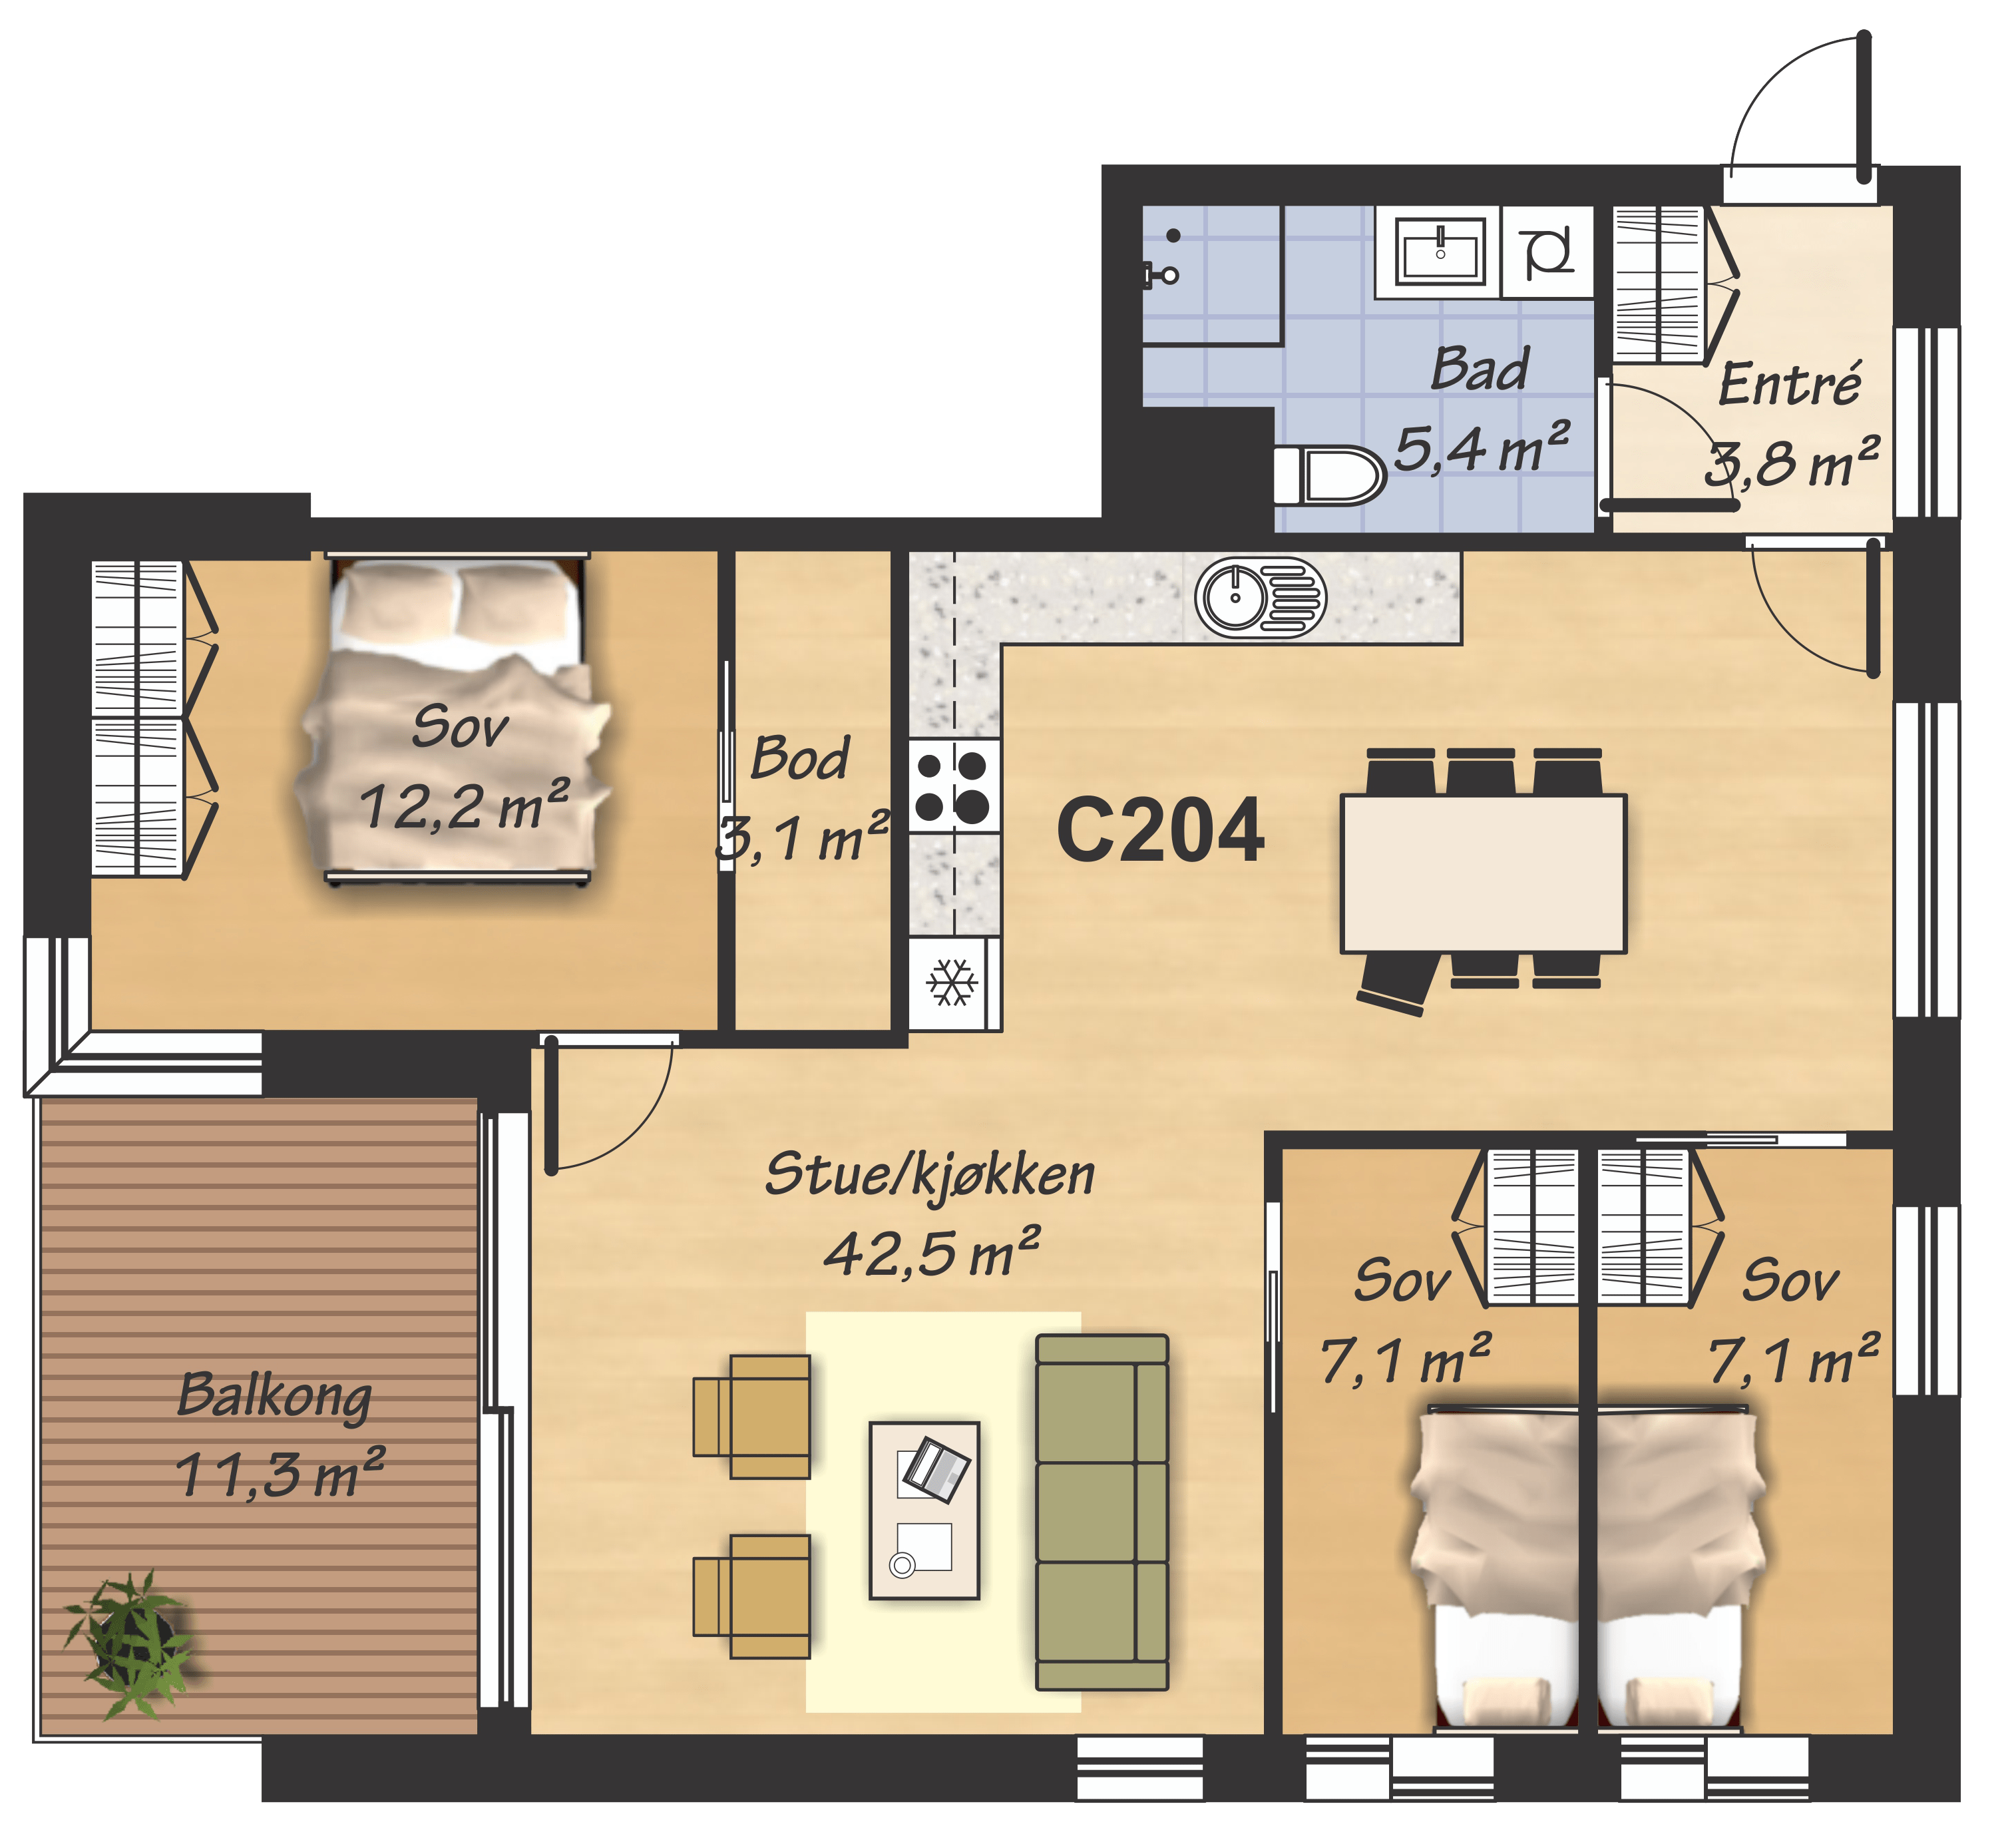 Bad
5,4 m²
Entré
3,8 m²
Sov
12,2 m²
Bod
3,1 m²
C204
Stue/kjøkken
42,5 m²
Sov
7,1 m²
Sov
7,1 m²
Balkong
11,3 m²